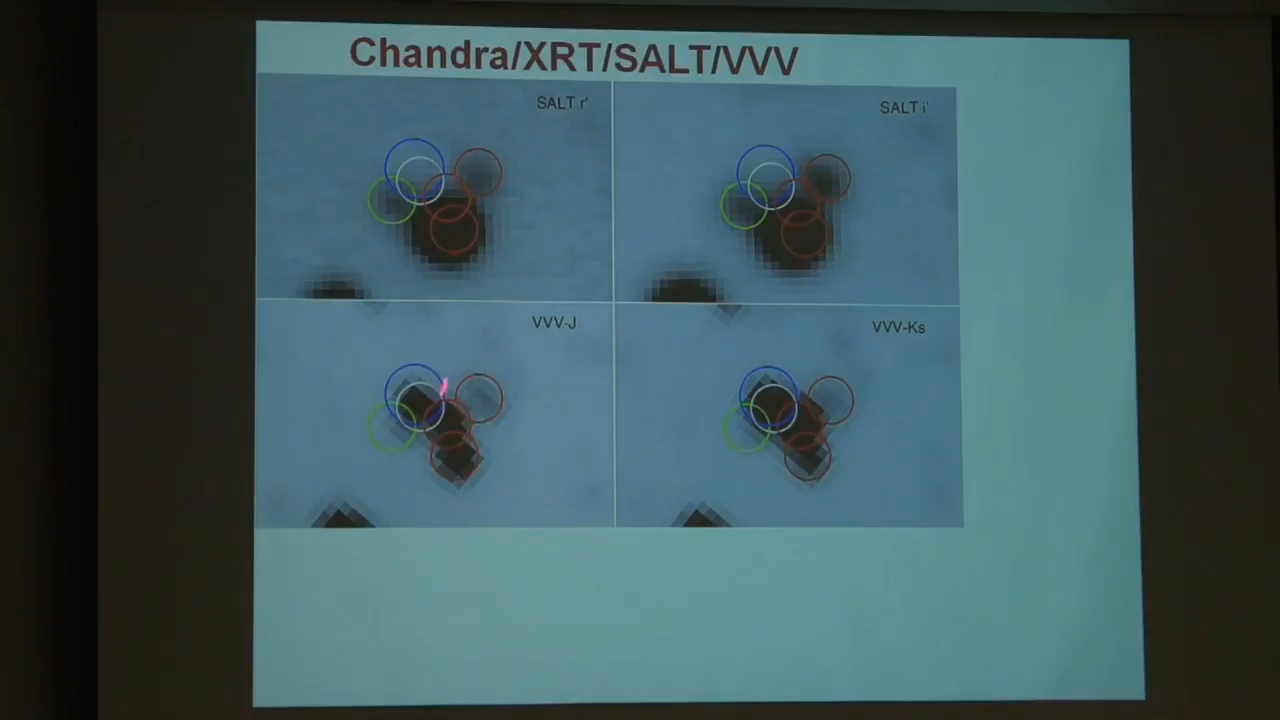 Chandra/XRT/SALT/VVV
SALT r'
SALT i'
VVV-J
VVV-Ks